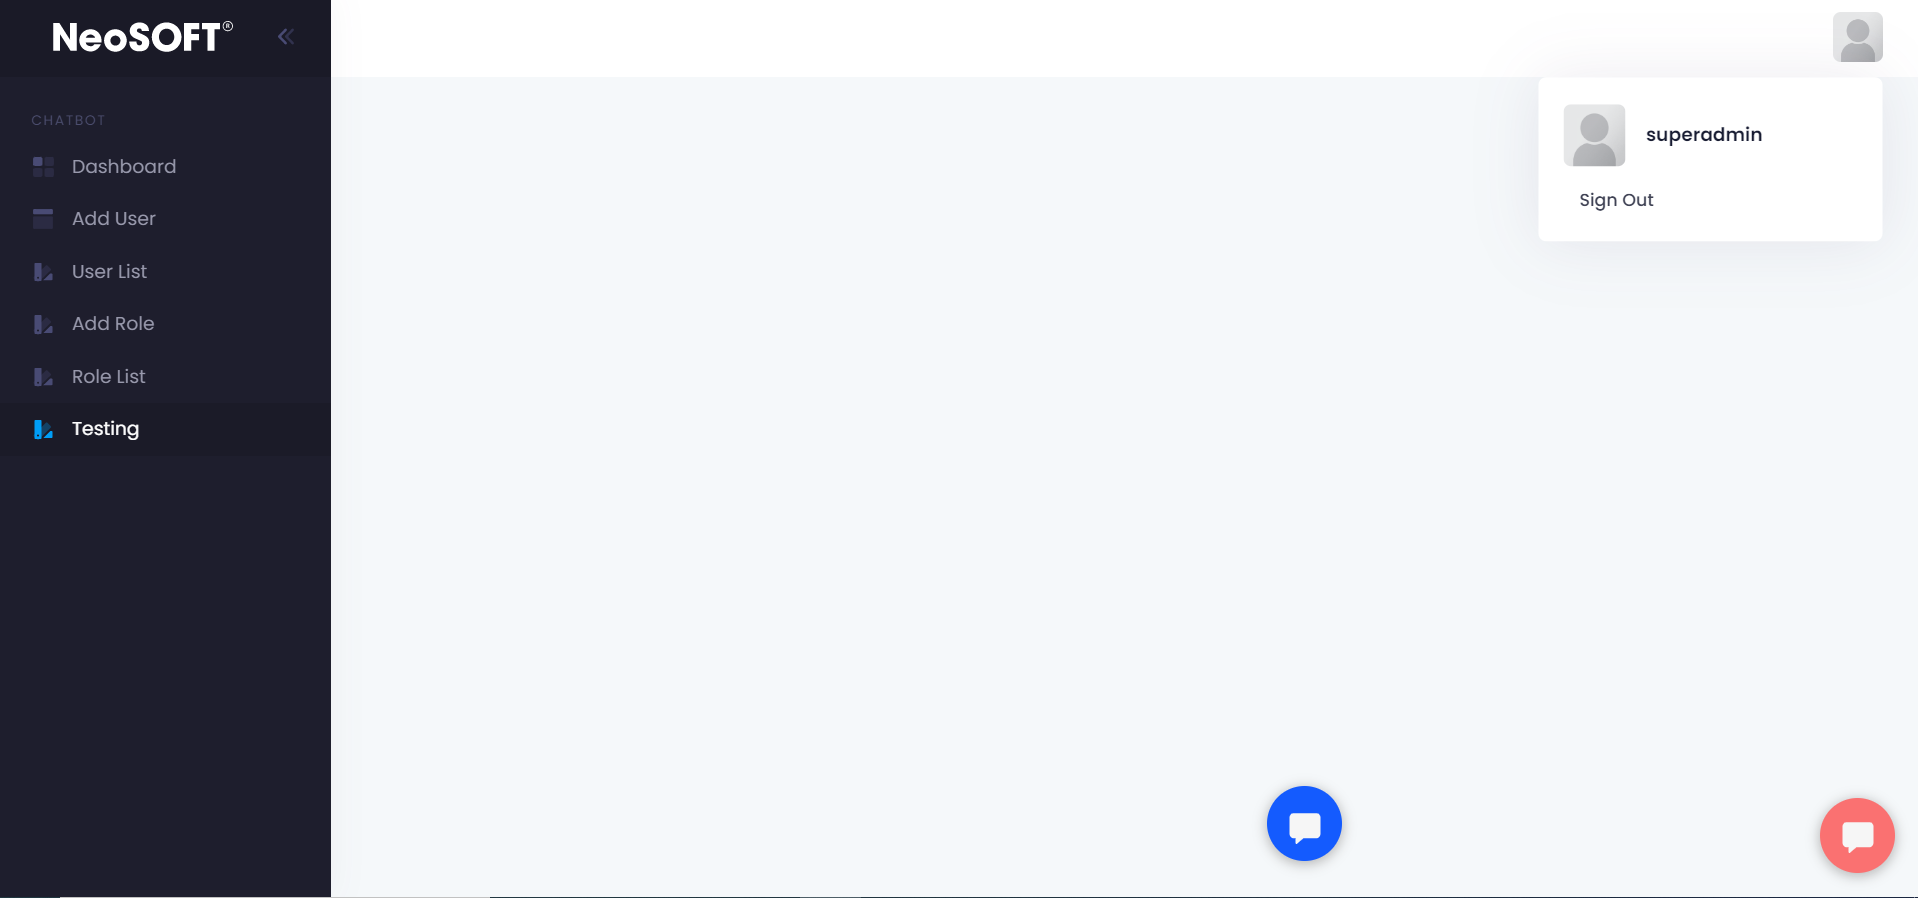 NeoSOFT®
CHATBOT
Dashboard
Add User
User List
Add Role
Role List
Testing
superadmin
Sign Out